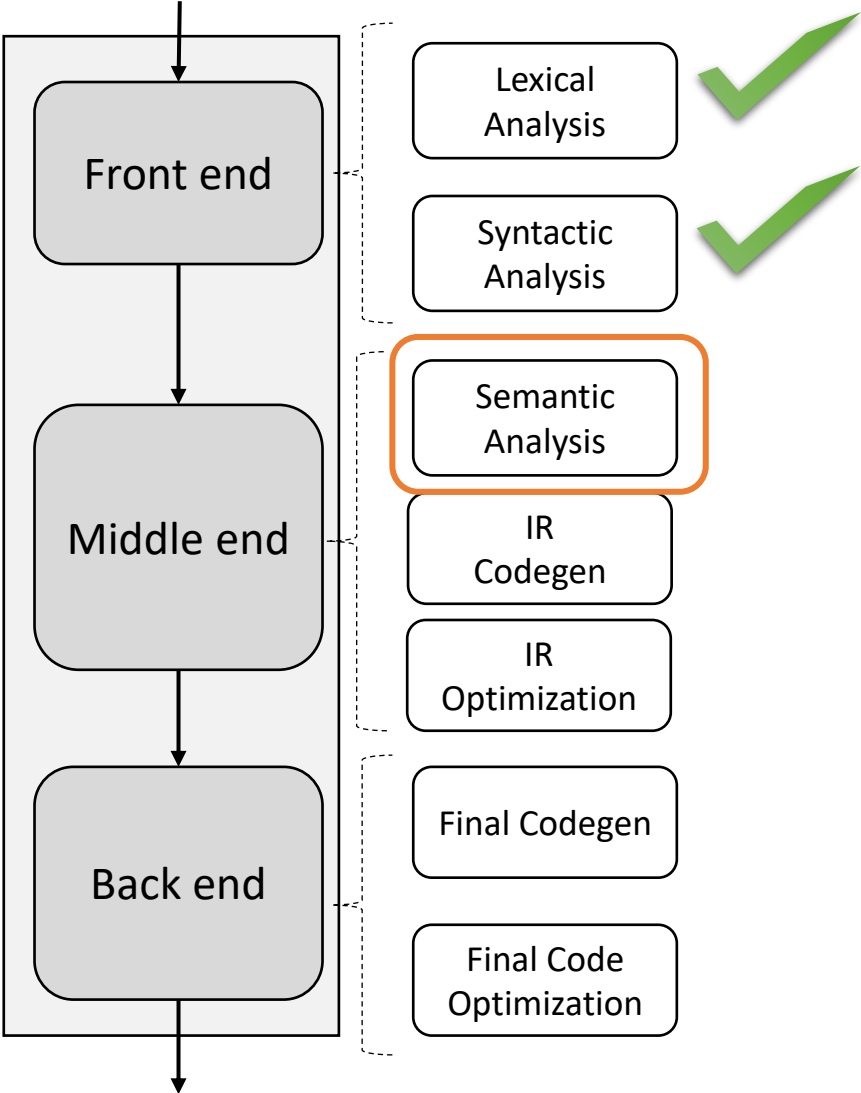 Lexical
Analysis
Front end
Syntactic
Analysis
Semantic
Analysis
Middle end
IR
Codegen
IR
Optimization
Final Codegen
Back end
Final Code
Optimization